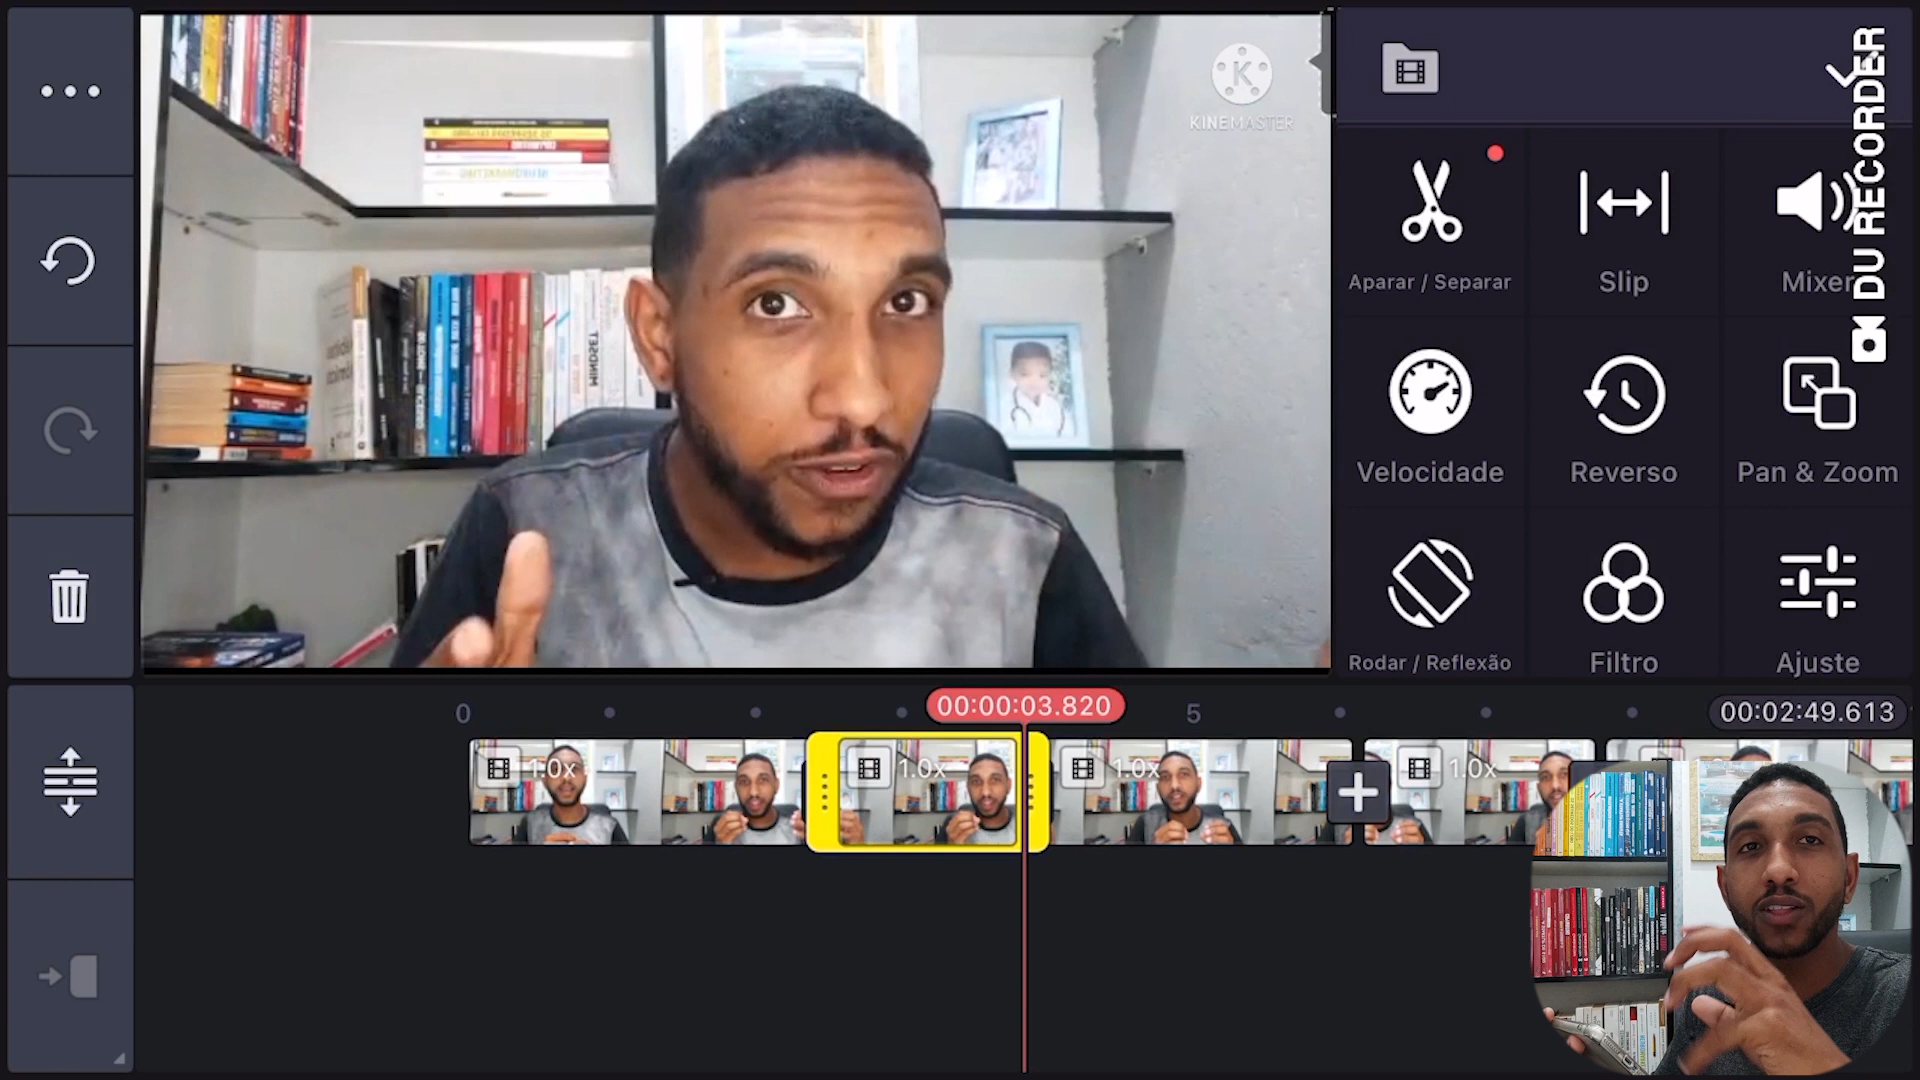 KINEMASTER
DU RECORDER
Aparar / Separar
Slip
Mixer
Velocidade
Reverso
Pan & Zoom
Rodar / Reflexão
Filtro
Ajuste
MINDSET
0
00:00:03.820
5
00:02:49.613
1.0x
1.0x
1.0x
1.0x